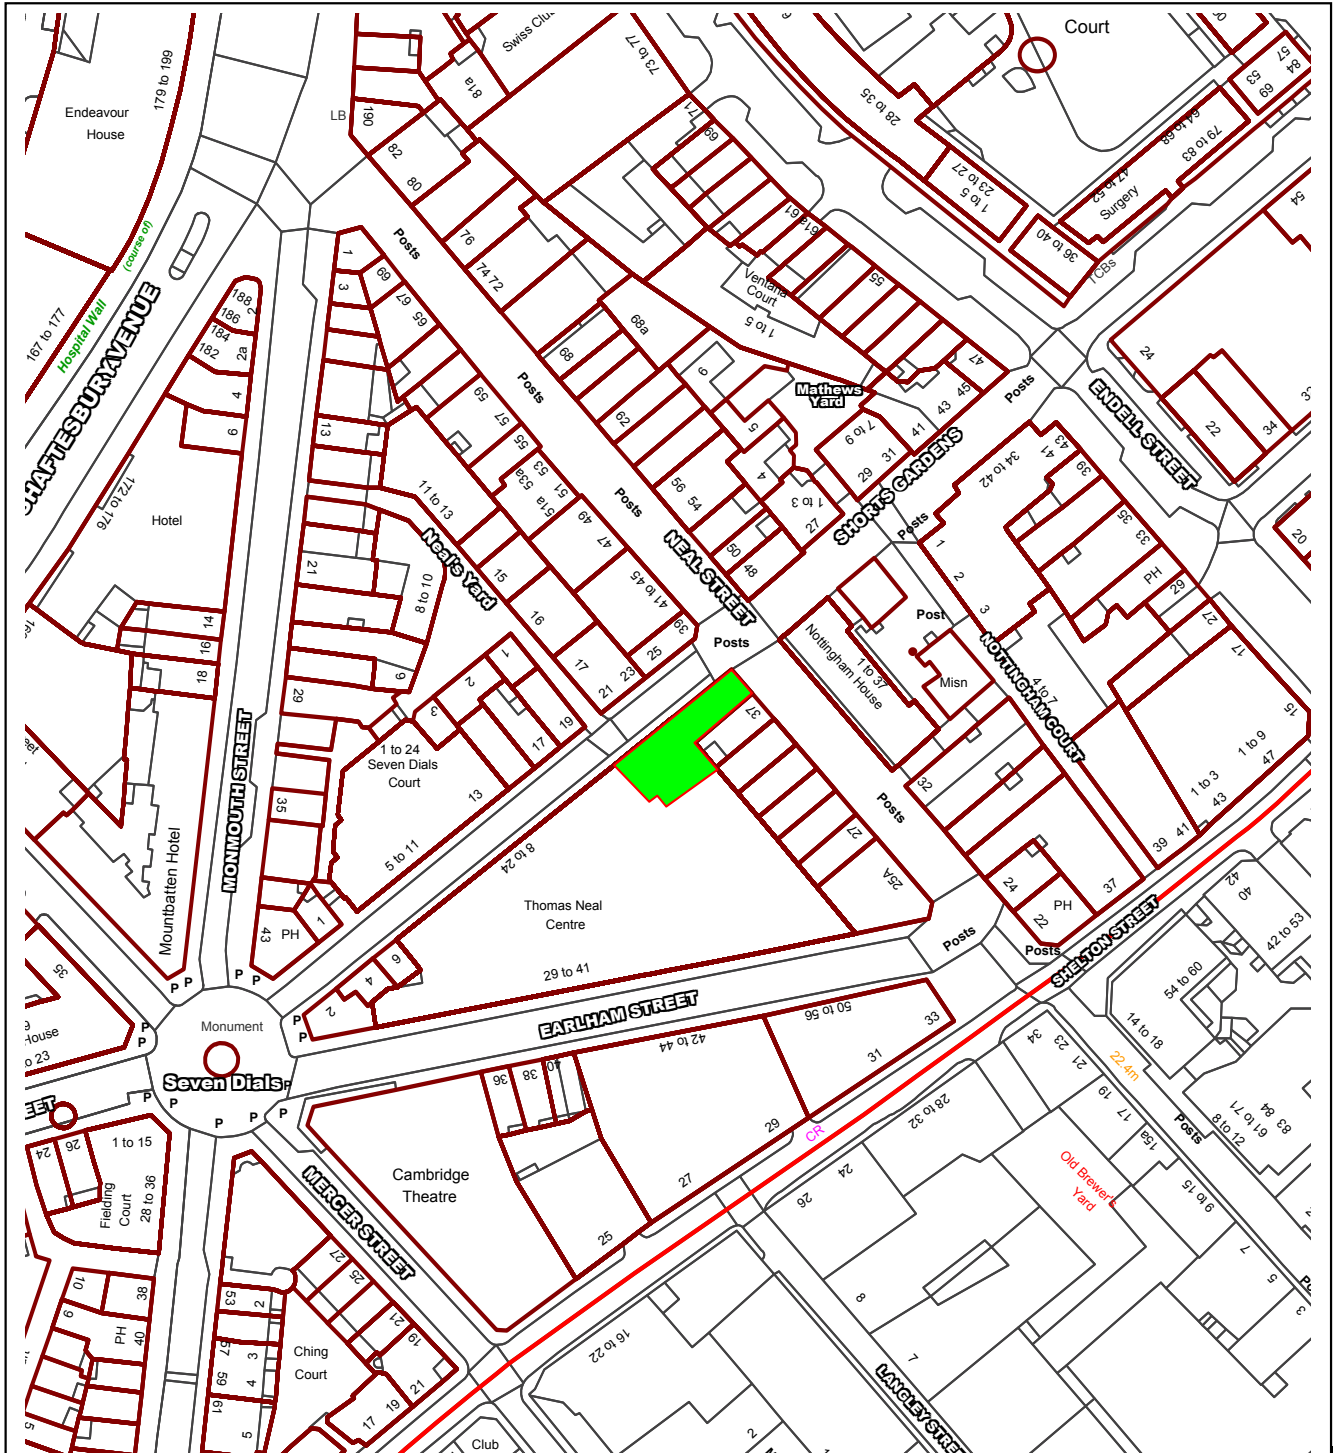 Court
Swiss Clu
73 to 77
81a
179 to 199
Endeavour
House
LB
190
82
80
76
74 72
171
69
61a 61
61a
55
28 to 35
23 to 27
1 to 5
36 to 40
Surgery
47 to 52
64 to 68
79 to 83
53
69
84
57
54
TCBs
Hospital Wall
(course of)
167 to 177
SHAFTESBURYAVENUE
Posts
1
3
69
67
65
188
2
186
184
182
2a
4
6
13
59
57
55
53
53a
51
51a
49
47
41 to 45
39
Posts
Posts
68
68a
62
56
54
50
48
6
5
4
Ventana
Court
1 to 5
Mathews
Yard
7 to 9
1 to 3
27
29
31
41
43
45
47
SHORTS GARDENS
Posts
Posts
24
22
34
20
ENDELL STREET
34 to 42
41
43
39
35
33
PH
29
27
17
15
1
2
3
172 to 176
Hotel
11 to 13
Neal's Yard
15
16
17
21
23
25
21
8 to 10
9
29
14
16
18
NEAL STREET
Posts
Nottingham House
1 to 37
Post
Misn
NOTTINGHAM COURT
4 to 7
1 to 9
47
1 to 3
43
41
39
37
32
1
2
3
19
17
13
1 to 24
Seven Dials
Court
5 to 11
MONMOUTH STREET
35
43
PH
1
Mountbatten Hotel
37
27
25A
Posts
24
22
PH
8 to 24
Thomas Neal
Centre
29 to 41
6
4
2
EARLHAM STREET
Posts
Posts
SHELTON STREET
42
40
42 to 53
54 to 60
14 to 18
22.4m
P
P
P
P
P
P
P
P
P
P
P
P
P
Monument
Seven Dials
35
House
36
38
40
42 to 44
50 to 56
33
31
29
27
25
CR
34
23
21
19
17
15a
9 to 15
Posts
8 to 12
61 to 71
84
83
28 to 32
24
26
Old Brewer's
Yard
7
5
3
8
7
Cambridge
Theatre
MERCER STREET
24
26
1 to 15
Fielding
Court
28 to 36
10
9
38
40
PH
53
2
57
3
59
4
61
5
27
25
21
19
Ching
Court
17
19
21
16 to 22
Club
2
LANGLEY STREE